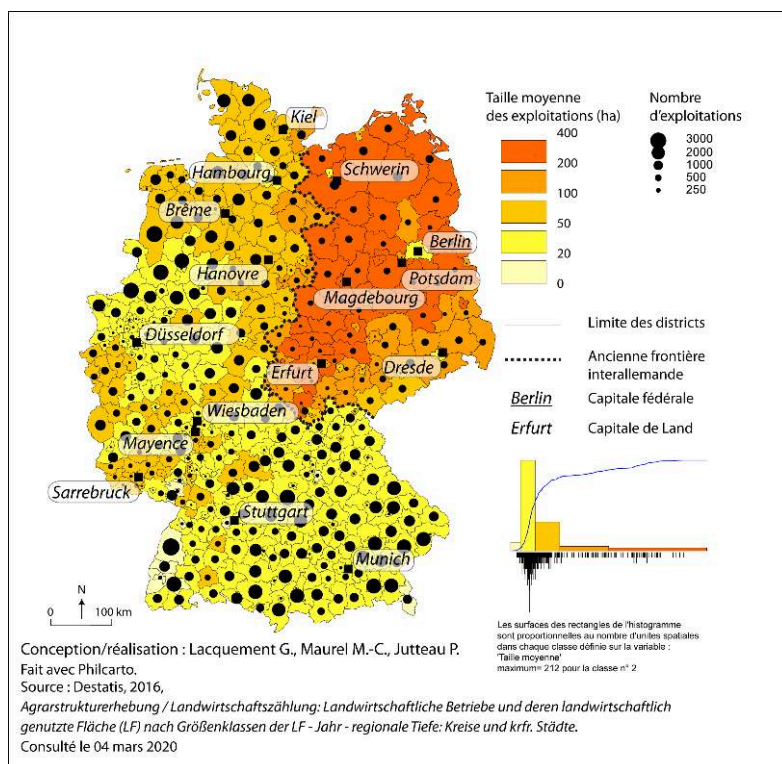 Kiel
Hambourg
Schwerin
Brême
Berlin
Hanovre
Potsdam
Magdebourg
Düsseldorf
Erfurt
Dresde
Wiesbaden
Mayence
Sarrebruck
Stuttgart
Munich
N
0 100 km
Taille moyenne
des exploitations (ha)
400
200
100
50
20
0
Nombre
d'exploitations
3000
2000
1000
500
250
Limite des districts
Ancienne frontière
interallemande
Berlin Capitale fédérale
Erfurt Capitale de Land
Les surfaces des rectangles de l'histogramme
sont proportionnelles au nombre d'unites spatiales
dans chaque classe définie sur la variable :
'Taille moyenne'
maximum= 212 pour la classe n° 2
Conception/réalisation : Lacquement G., Maurel M.-C., Jutteau P.
Fait avec Philcarto.
Source : Destatis, 2016,
Agrarstrukturerhebung / Landwirtschaftszählung: Landwirtschaftliche Betriebe und deren landwirtschaftlich
genutzte Fläche (LF) nach Größenklassen der LF - Jahr - regionale Tiefe: Kreise und krfr. Städte.
Consulté le 04 mars 2020